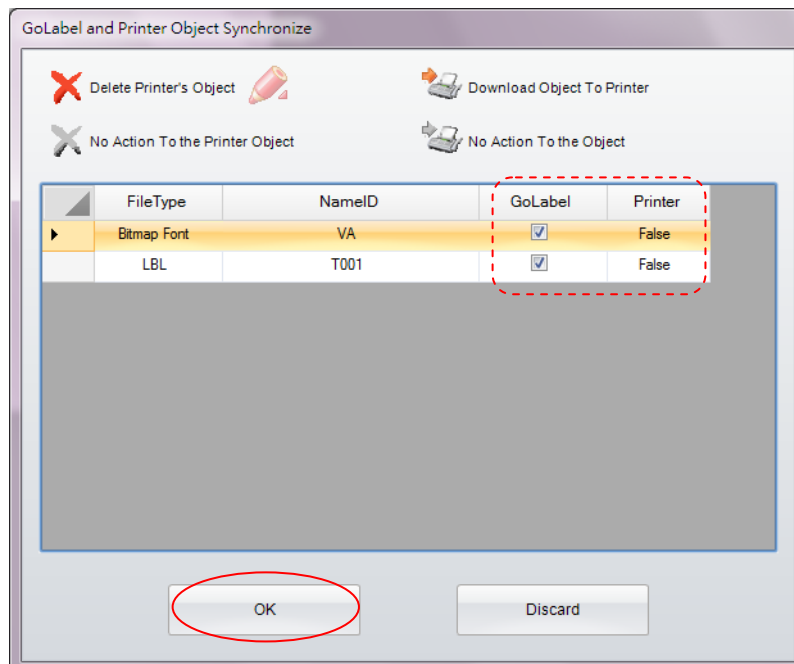 GoLabel and Printer Object Synchronize
Delete Printer's Object Download Object To Printer
No Action To the Printer Object No Action To the Object
FileType NameID GoLabel Printer
Bitmap Font VA False
LBL T001 False
OK Discard